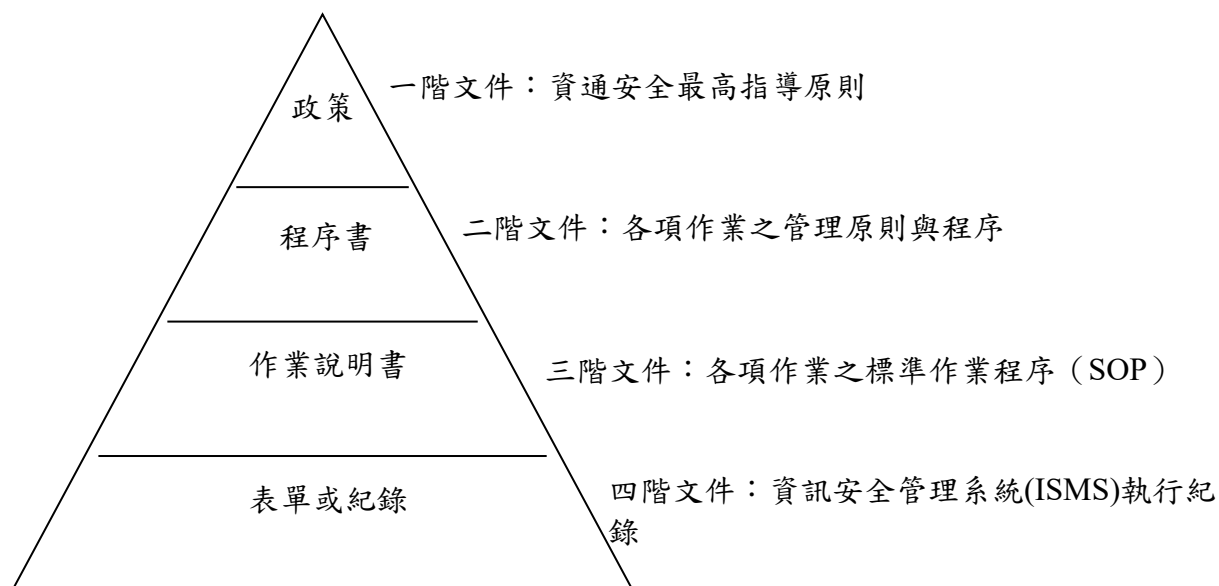 政策
一階文件：資通安全最高指導原則
程序書
二階文件：各項作業之管理原則與程序
作業說明書
三階文件：各項作業之標準作業程序（SOP）
表單或紀錄
四階文件：資訊安全管理系統(ISMS)執行紀
錄